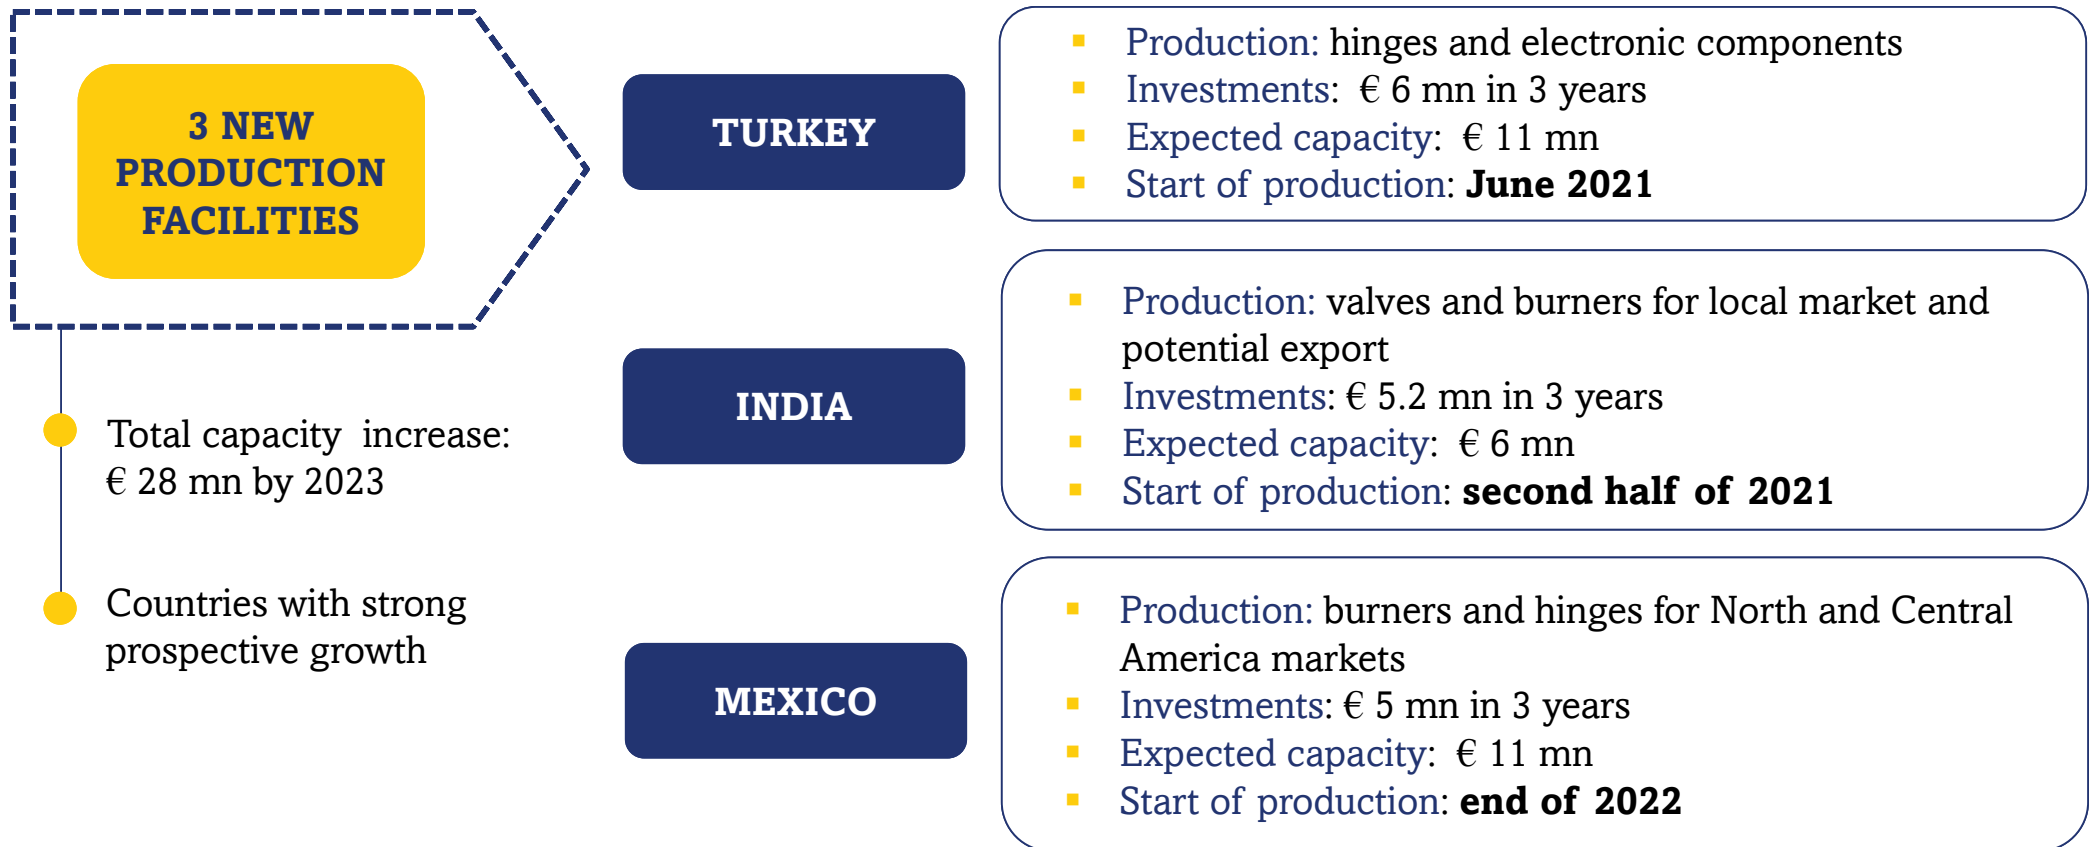 3 NEW
PRODUCTION
FACILITIES
Total capacity increase:
€ 28 mn by 2023
Countries with strong
prospective growth
TURKEY
▪ Production: hinges and electronic components
▪ Investments: € 6 mn in 3 years
▪ Expected capacity: € 11 mn
▪ Start of production: June 2021
INDIA
▪ Production: valves and burners for local market and
potential export
▪ Investments: € 5.2 mn in 3 years
▪ Expected capacity: € 6 mn
▪ Start of production: second half of 2021
MEXICO
▪ Production: burners and hinges for North and Central
America markets
▪ Investments: € 5 mn in 3 years
▪ Expected capacity: € 11 mn
▪ Start of production: end of 2022